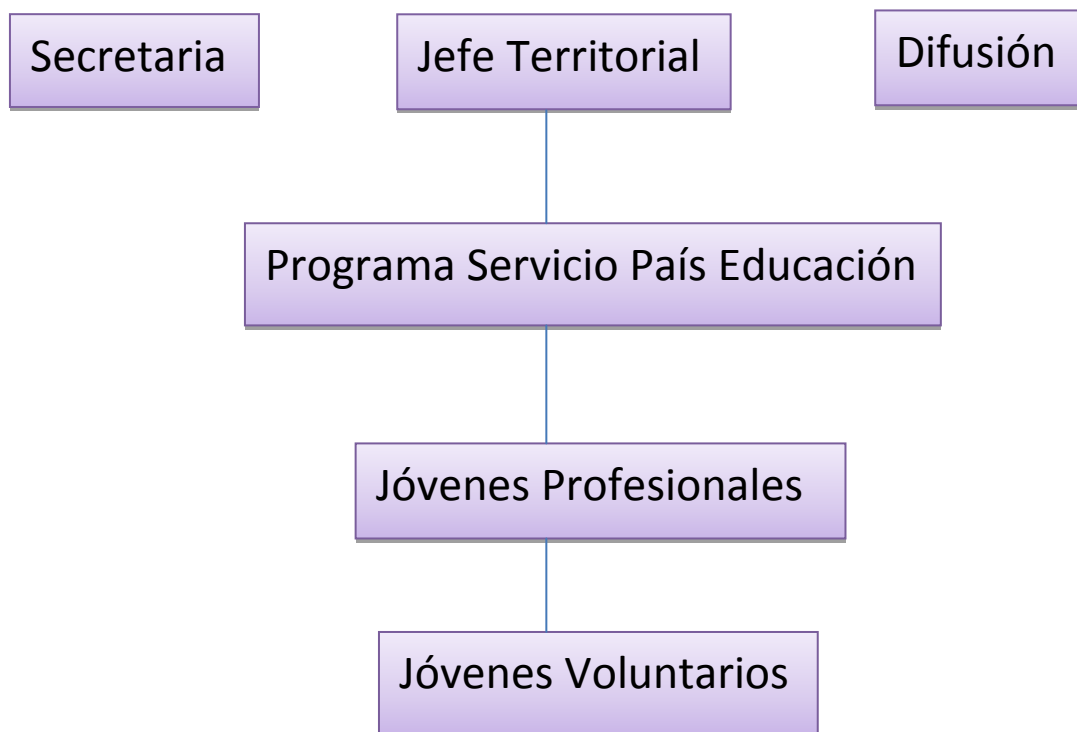 Secretaria
Jefe Territorial
Difusión
Programa Servicio País Educación
Jóvenes Profesionales
Jóvenes Voluntarios